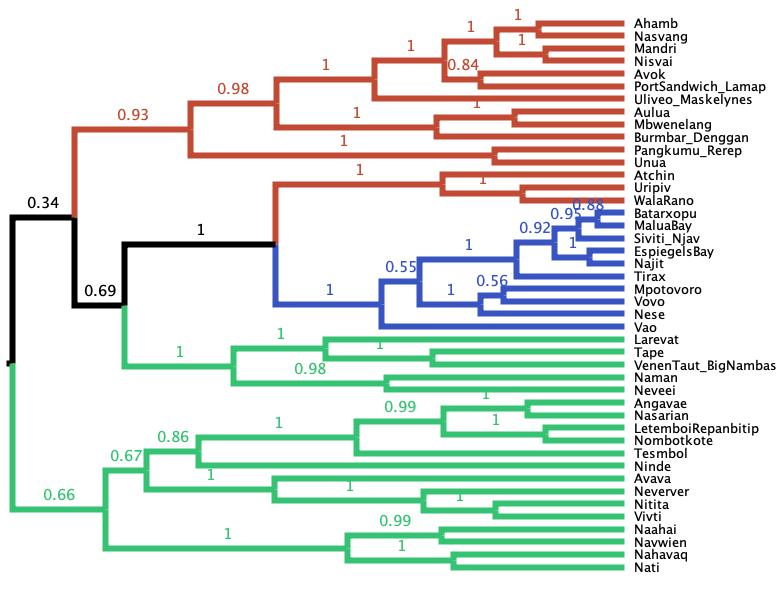 1 Ahamb
1 Nasvang
1 1 Mandri
1 Nisvai
0.84 Avok
0.98 PortSandwich_Lamap
0.93 1 Uliveo_Maskelynes
1 Aulua
Mbwenelang
1 Burmbar_Denggan
Pangkumu_Rerep
Unua
1 Atchin
1 Uripiv
0.34 WalaRano
0.88 Batarxopu
0.95 MaluaBay
1 0.92 Siviti_Njav
1 1 EspiegelsBay
0.55 Najit
Tirax
0.69 1 1 0.56 Mpotovoro
Vovo
Nese
Vao
1 Larevat
1 1 Tape
0.98 VenenTaut_BigNambas
Naman
1 Neveei
0.99 Angavae
1 1 Nasarian
0.86 LetemboiRepanbitip
0.67 Nombotkote
Tesmbol
1 Ninde
0.66 1 Avava
1 Neverver
Nitita
0.99 Vivti
1 Naahai
1 Navwien
Nahavaq
Nati